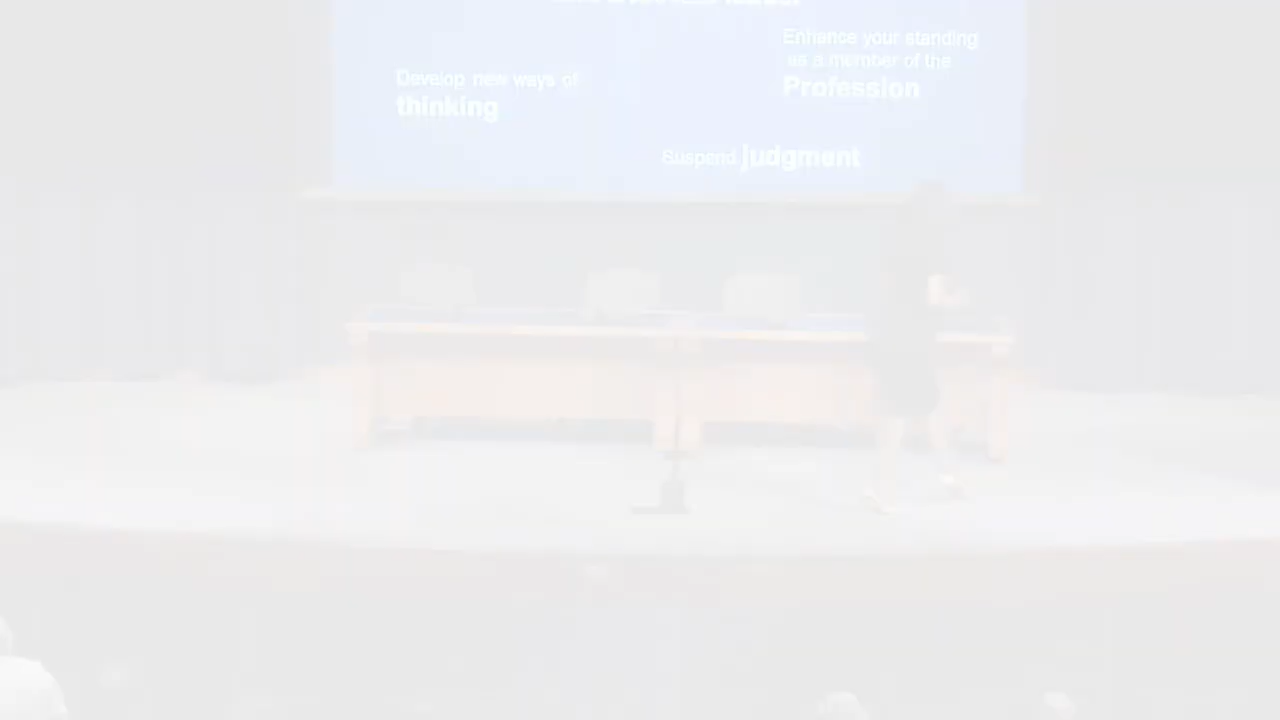 Enhance your standing
as a member of the
Profession
Develop new ways of
thinking
Suspend judgment